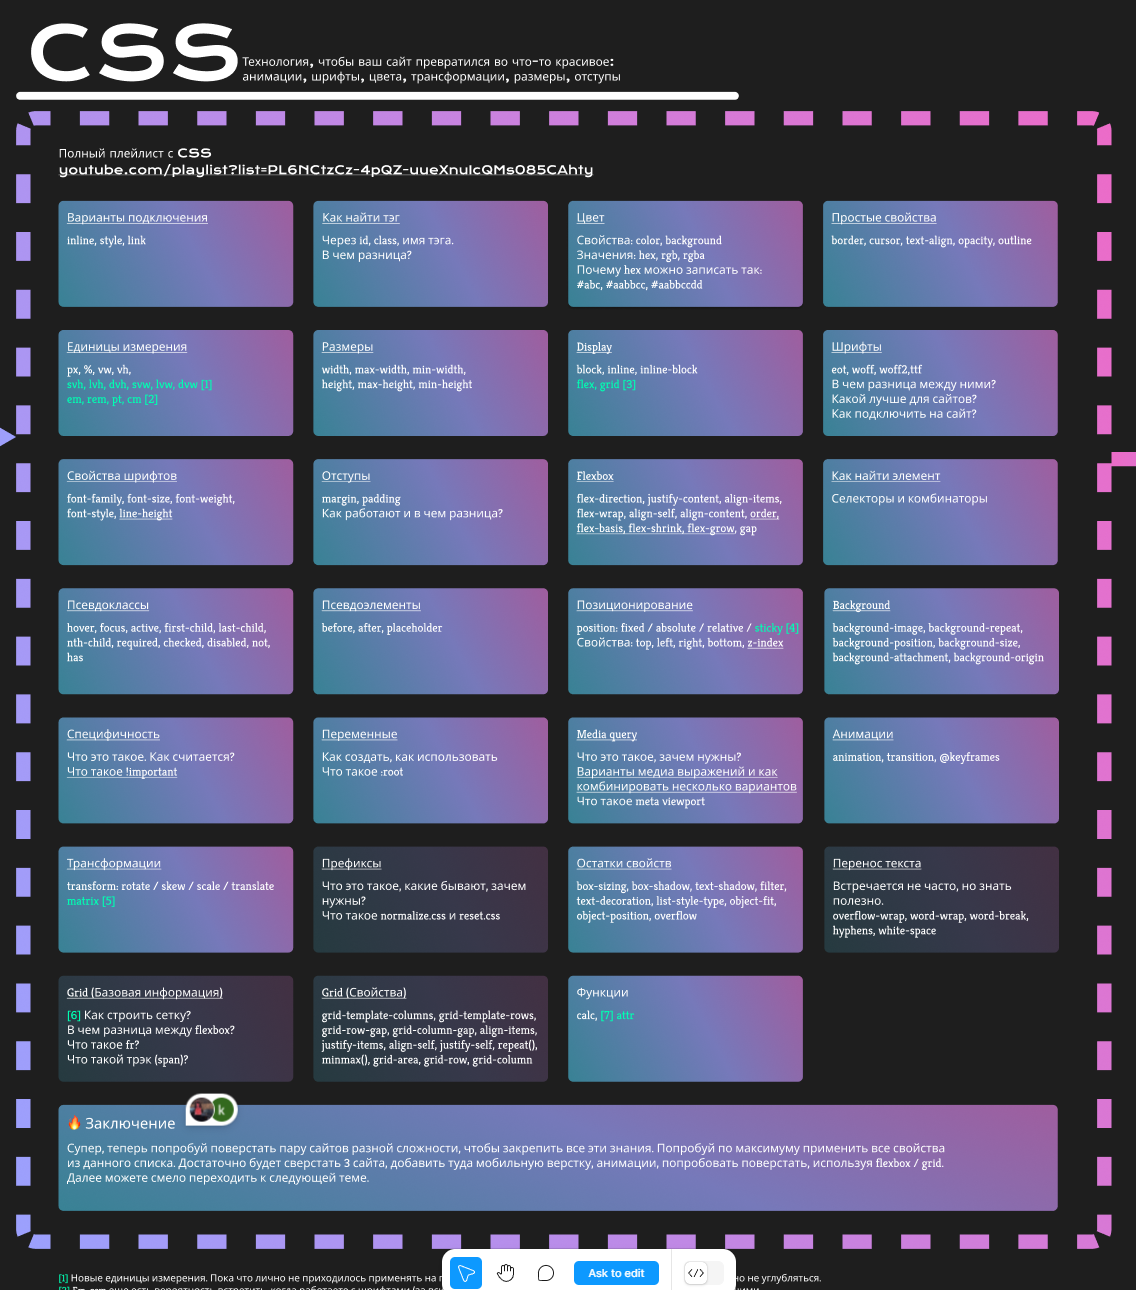 CSS
Технология, чтобы ваш сайт превратился во что-то красивое:
анимации, шрифты, цвета, трансформации, размеры, отступы
Полный плейлист с CSS
youtube.com/playlist?list=PL6NCtzCz-4pQZ-uueXnuIcQMs085CAhty
Варианты подключения
inline, style, link
Как найти тэг
Через id, class, имя тэга.
В чем разница?
Цвет
Свойства: color, background
Значения: hex, rgb, rgba
Почему hex можно записать так:
#abc, #aabbcc, #aabbccdd
Простые свойства
border, cursor, text-align, opacity, outline
Единицы измерения
px, %, vw, vh,
svh, lvh, dvh, svw, lvw, dvw [1]
em, rem, pt, cm [2]
Размеры
width, max-width, min-width,
height, max-height, min-height
Display
block, inline, inline-block
flex, grid [3]
Шрифты
eot, woff, woff2,ttf
В чем разница между ними?
Какой лучше для сайтов?
Как подключить на сайт?
Свойства шрифтов
font-family, font-size, font-weight,
font-style, line-height
Отступы
margin, padding
Как работают и в чем разница?
Flexbox
flex-direction, justify-content, align-items,
flex-wrap, align-self, align-content, order,
flex-basis, flex-shrink, flex-grow, gap
Как найти элемент
Селекторы и комбинаторы
Псевдоклассы
hover, focus, active, first-child, last-child,
nth-child, required, checked, disabled, not,
has
Псевдоэлементы
before, after, placeholder
Позиционирование
position: fixed / absolute / relative / sticky [4]
Свойства: top, left, right, bottom, z-index
Background
background-image, background-repeat,
background-position, background-size,
background-attachment, background-origin
Специфичность
Что это такое. Как считается?
Что такое !important
Переменные
Как создать, как использовать
Что такое :root
Media query
Что это такое, зачем нужны?
Варианты медиа выражений и как
комбинировать несколько вариантов
Что такое meta viewport
Анимации
animation, transition, @keyframes
Трансформации
transform: rotate / skew / scale / translate
matrix [5]
Префиксы
Что это такое, какие бывают, зачем
нужны?
Что такое normalize.css и reset.css
Остатки свойств
box-sizing, box-shadow, text-shadow, filter,
text-decoration, list-style-type, object-fit,
object-position, overflow
Перенос текста
Встречается не часто, но знать
полезно.
overflow-wrap, word-wrap, word-break,
hyphens, white-space
Grid (Базовая информация)
[6] Как строить сетку?
В чем разница между flexbox?
Что такое fr?
Что такой трэк (span)?
Grid (Свойства)
grid-template-columns, grid-template-rows,
grid-row-gap, grid-column-gap, align-items,
justify-items, align-self, justify-self, repeat(),
minmax(), grid-area, grid-row, grid-column
Функции
calc, [7] attr
k
🔥 Заключение
Супер, теперь попробуй поверстать пару сайтов разной сложности, чтобы закрепить все эти знания. Попробуй по максимуму применить все свойства
из данного списка. Достаточно будет сверстать 3 сайта, добавить туда мобильную верстку, анимации, попробовать поверстать, используя flexbox / grid.
Далее можете смело переходить к следующей теме.
Ask to edit
</>
[1] Новые единицы измерения. Пока что лично не приходилось применять на но не углубляться.